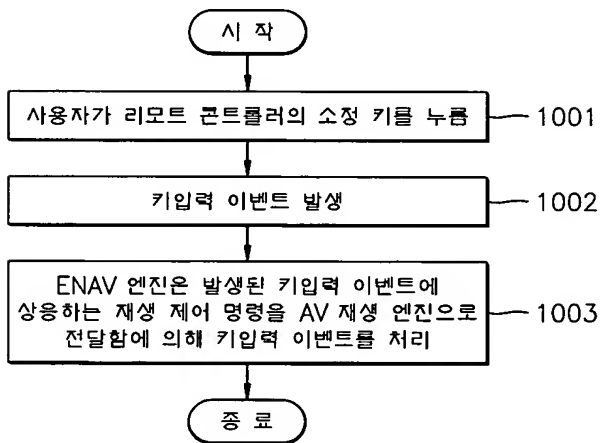 시 작
사용자가 리모트 콘트롤러의 소정 키를 누름
1001
키입력 이벤트 발생
1002
ENAV 엔진은 발생된 키입력 이벤트에
상응하는 재생 제어 명령을 AV 재생 엔진으로
전달함에 의해 키입력 이벤트를 처리
1003
종 료